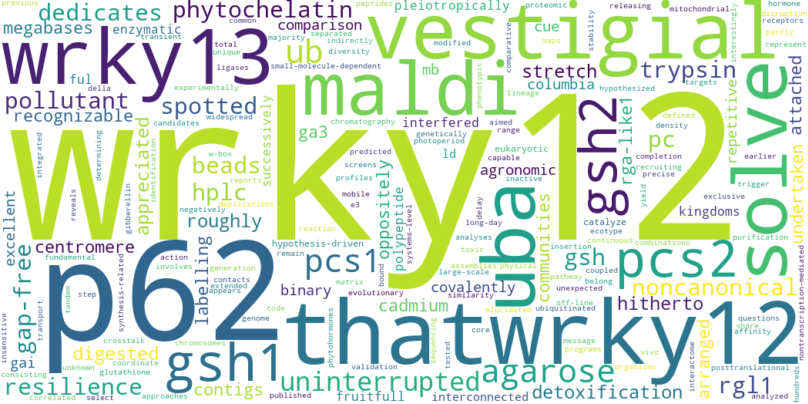 dedicates phytochelatin vestigial
megabases enzymatic comparison cue pleiotropically
wrky13 ub maldi stretch columbia trypsin
pollutant spotted interfered
recognizable ga3 agronomic
appreciated beads successively
hplc
wrky12
gsh2 rga-like1 repetitive attached
solve undertaken
excellent roughly oppositely polypeptide communities pc kingdoms
centromere hypothesis-driven
gap-free p62 labelling pcs1 binary covalently uba gsh pcs2 noncanonical
cadmium hitherto
gai digested gsh1 thatwrky12 arranged
resilience contigs uninterrupted agarose rgl1
fruitfull interconnected detoxification
previous
common
transient
total
unique
majority
separated
indirectly
diversity
peptides
modified
proteomic
maps
releasing
mitochondrial
disruption
receptors
partly
represent
interestingly
hormone
stability
comparative
phenotypic
lineage
small-molecule-dependent
ligases
ful
della
experimentally
candidates
widespread
w-box
reports
duplications
identification
integrated
determining
gibberellin
negatively
predicted
screens
profiles
mobile
e3
reaction
systems-level
chromatography
photoperiod
genetically
aimed
range
capable
inactive
ld
mb
eukaryotic
hypothesized
targets
defined
density
completion
recruiting
precise
yield
trigger
earlier
exclusive
catalyze
ecotype
continuous
combinations
purification
insertion
long-day
delay
analyses
toxic
large-scale
assemblies
physical
pathway
coupled
belong
unexpected
off-line
similarity
evolutionary
bound
matrix
remain
contacts
extended
appears
generation
involves
action
reveals
fundamental
tandem
step
synthesis-related
insensitive
consisting
transport
unknown
crosstalk
chromosomes
coordinate
glutathione
correlated
select
approaches
published
phytohormones
validation
programs
code
genome
sequencing
tested
core
elucidated
ubiquitinated
message
vivo
questions
share
affinity
interactome
organisms
posttranslational
analyzed
hundreds
nontranscription-mediated